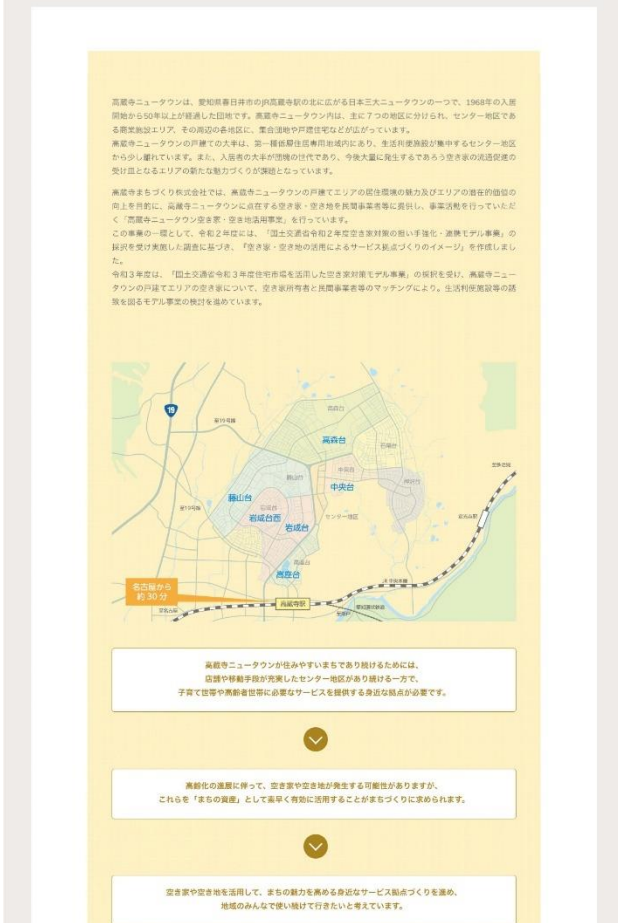 高蔵寺ニュータウンは、愛知県春日井市のJR高蔵寺駅の北に広がる日本三大ニュータウンの一つで、1968年の入居
開始から50年以上が経過した団地です。高蔵寺ニュータウン内は、主に７つの地区に分けられ、センター地区であ
る商業施設エリア、その周辺の各地区に、集合団地や戸建住宅などが広がっています。
高蔵寺ニュータウンの戸建ての大半は、第一種低層住居専用地域内にあり、生活利便施設が集中するセンター地区
から少し離れています。また、入居者の大半が団塊の世代であり、今後大量に発生するであろう空き家の流通促進の
受け皿となるエリアの新たな魅力づくりが課題となっています。
高蔵寺まちづくり株式会社では、高蔵寺ニュータウンの戸建てエリアの居住環境の魅力及びエリアの潜在的価値の
向上を目的に、高蔵寺ニュータウンに点在する空き家・空き地を民間事業者等に提供し、事業活動を行っていただ
く「高蔵寺ニュータウン空き家・空き地活用事業」を行っています。
この事業の一環として、令和２年度には、「国土交通省令和２年度空き家対策の担い手強化・連携モデル事業」の
採択を受け実施した調査に基づき、『空き家・空き地の活用によるサービス拠点づくりのイメージ』を作成しまし
た。
令和３年度は、「国土交通省令和３年度住宅市場を活用した空き家対策モデル事業」の採択を受け、高蔵寺ニュー
タウンの戸建てエリアの空き家について、空き家所有者と民間事業者等のマッチングにより。生活利便施設等の誘
致を図るモデル事業の検討を進めています。
19
至19号線
高森台
高森台
石尾台
中央台
中央台
藤山台
藤山台
岩成台
岩成台西
岩成台
センター地区
至19号線
高座台
高座台
名古屋から
約30分
高蔵寺駅
JR中央本線
愛知環状鉄道
高蔵寺ニュータウンが住みやすいまちであり続けるためには、
店舗や移動手段が充実したセンター地区があり続ける一方で、
子育て世帯や高齢者世帯に必要なサービスを提供する身近な拠点が必要です。
高齢化の進展に伴って、空き家や空き地が発生する可能性がありますが、
これらを「まちの資産」として素早く有効に活用することがまちづくりに求められます。
空き家や空き地を活用して、まちの魅力を高める身近なサービス拠点づくりを進め、
地域のみんなで使い続けて行きたいと考えています。